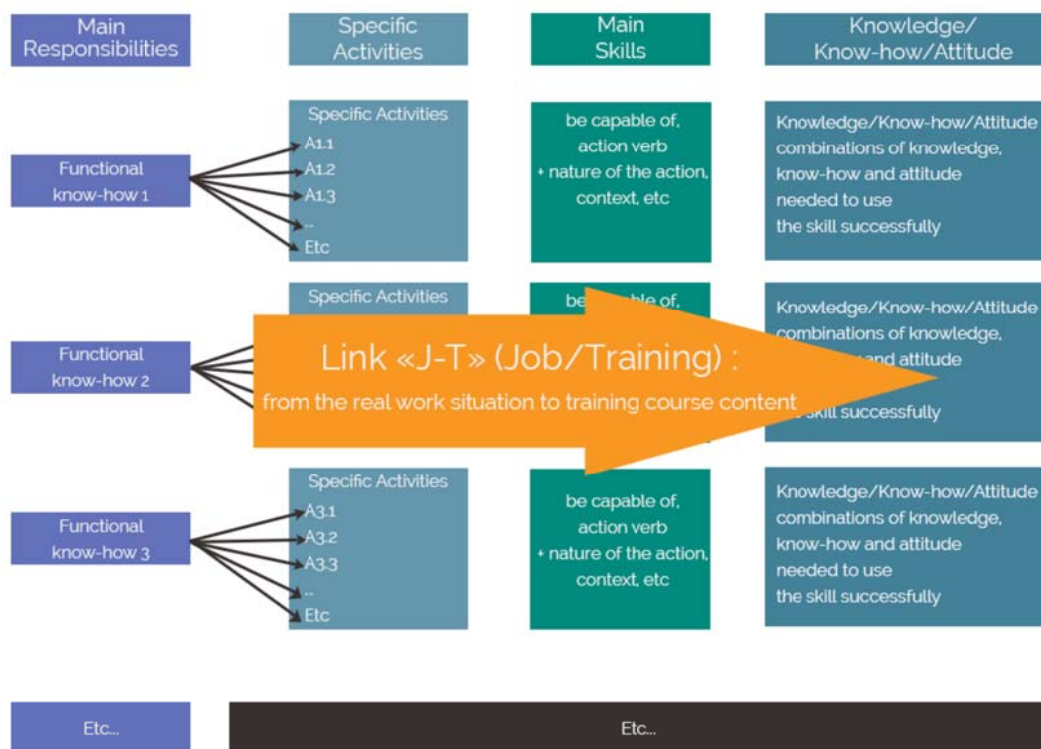 Main
Responsibilities
Specific
Activities
Main
Skills
Knowledge/
Know-how/Attitude
Functional
know-how 1
Specific Activities
A1.1
A1.2
A1.3
..
Etc
be capable of,
action verb
+ nature of the action,
context, etc
Knowledge/Know-how/Attitude
combinations of knowledge,
know-how and attitude
needed to use
the skill successfully
Functional
know-how 2
Specific Activities
be capable of,
Knowledge/Know-how/Attitude
combinations of knowledge,
and attitude
skill successfully
Link «J-T» (Job/Training) :
from the real work situation to training course content
Functional
know-how 3
Specific Activities
A3.1
A3.2
A3.3
..
Etc
be capable of,
action verb
+ nature of the action,
context, etc
Knowledge/Know-how/Attitude
combinations of knowledge,
know-how and attitude
needed to use
the skill successfully
Etc...
Etc...